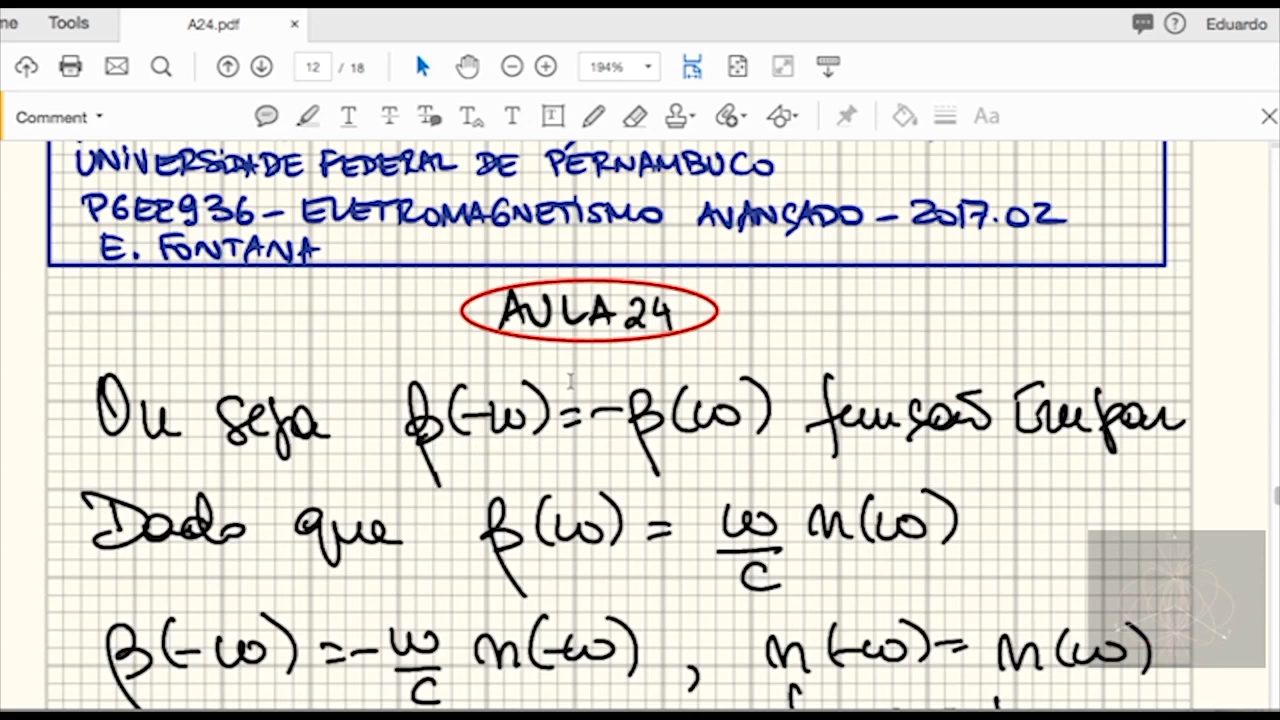 me Tools A24.pdf × ? Eduardo
12 / 18 194%
Comment T T T T T T Aa ×
UNIVERSIDADE FEDERAL DE PERNAMBUCO
PGEE936 - ELETROMAGNETISMO AVANÇADO - 2017.02
E. FONTANA
AULA 24
Ou seja β(-ω) = -β(ω) função ímpar
Dado que β(ω) = ω/c n(ω)
β(-ω) = -ω/c n(-ω) , n(-ω) = n(ω)